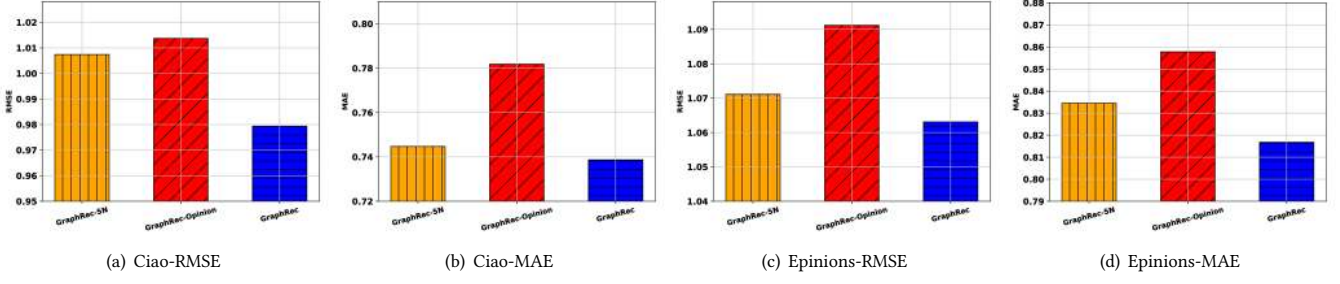 1.02
1.01
1.00
0.99
0.98
0.97
0.96
0.95
RMSE
GraphRec-SN
GraphRec-Opinion
GraphRec
(a) Ciao-RMSE
0.80
0.78
0.76
0.74
0.72
MAE
GraphRec-SN
GraphRec-Opinion
GraphRec
(b) Ciao-MAE
1.09
1.08
1.07
1.06
1.05
1.04
RMSE
GraphRec-SN
GraphRec-Opinion
GraphRec
(c) Epinions-RMSE
0.88
0.87
0.86
0.85
0.84
0.83
0.82
0.81
0.80
0.79
MAE
GraphRec-SN
GraphRec-Opinion
GraphRec
(d) Epinions-MAE